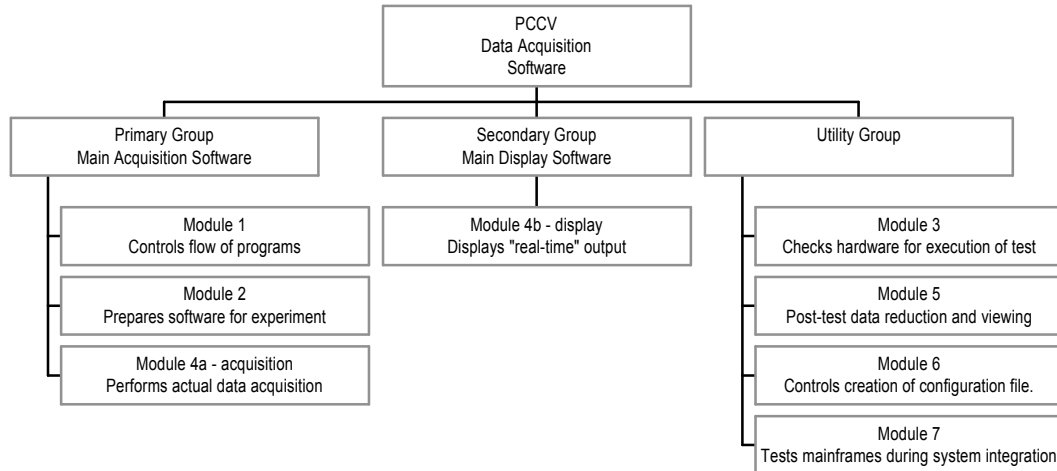 PCCV
Data Acquisition
Software
Primary Group
Main Acquisition Software
Secondary Group
Main Display Software
Utility Group
Module 1
Controls flow of programs
Module 2
Prepares software for experiment
Module 4a - acquisition
Performs actual data acquisition
Module 4b - display
Displays "real-time" output
Module 3
Checks hardware for execution of test
Module 5
Post-test data reduction and viewing
Module 6
Controls creation of configuration file.
Module 7
Tests mainframes during system integration